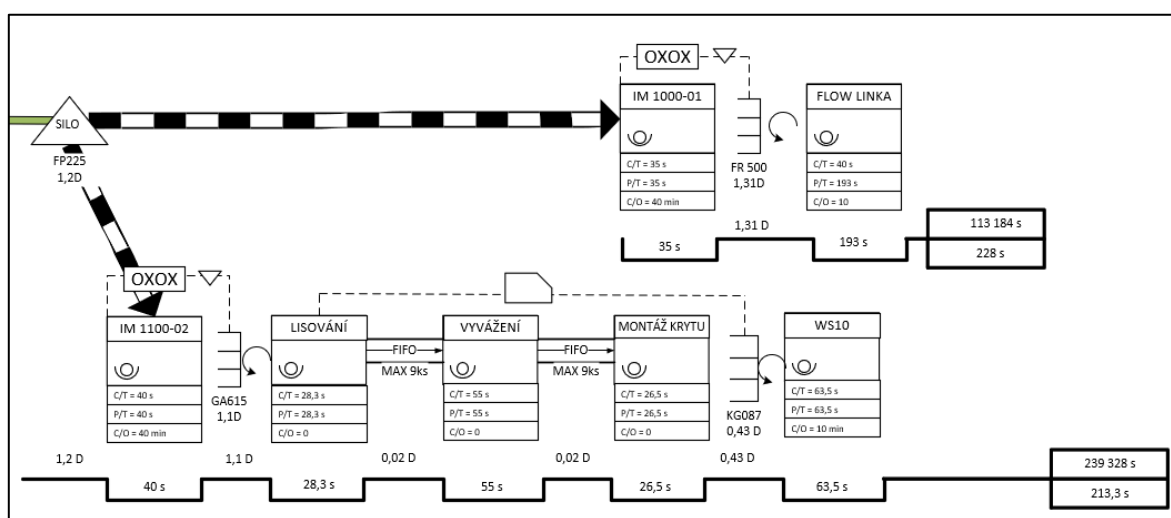 OXOX
IM 1000-01
FLOW LINKA
SILO
FP225
1,2D
C/T = 35 s
P/T = 35 s
C/O = 40 min
FR 500
1,31D
C/T = 40 s
P/T = 193 s
C/O = 10
1,31 D
35 s
193 s
113 184 s
228 s
OXOX
IM 1100-02
LISOVÁNÍ
VYVÁŽENÍ
MONTÁŽ KRYTU
WS10
FIFO
MAX 9ks
FIFO
MAX 9ks
C/T = 40 s
P/T = 40 s
C/O = 40 min
GA615
1,1D
C/T = 28,3 s
P/T = 28,3 s
C/O = 0
C/T = 55 s
P/T = 55 s
C/O = 0
C/T = 26,5 s
P/T = 26,5 s
C/O = 0
KG087
0,43 D
C/T = 63,5 s
P/T = 63,5 s
C/O = 10 min
1,2 D
1,1 D
0,02 D
0,02 D
0,43 D
40 s
28,3 s
55 s
26,5 s
63,5 s
239 328 s
213,3 s